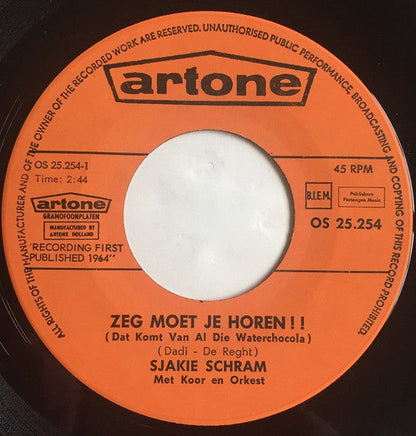 ALL RIGHTS OF THE MANUFACTURER AND OF THE OWNER OF THE RECORDED WORK ARE RESERVED. UNAUTHORISED PUBLIC PERFORMANCE, BROADCASTING AND COPYING OF THIS RECORD PROHIBITED.
artone
OS 25.254-1
Time: 2:44
45 RPM
artone
GRAMOFOONPLATEN
MANUFACTURED BY
ARTONE HOLLAND
B.I.E.M.
Publishers
Portengen Music
OS 25.254
"RECORDING FIRST
PUBLISHED 1964"
ZEG MOET JE HOREN!!
(Dat Komt Van Al Die Waterchocola)
(Dadi - De Reght)
SJAKIE SCHRAM
Met Koor en Orkest